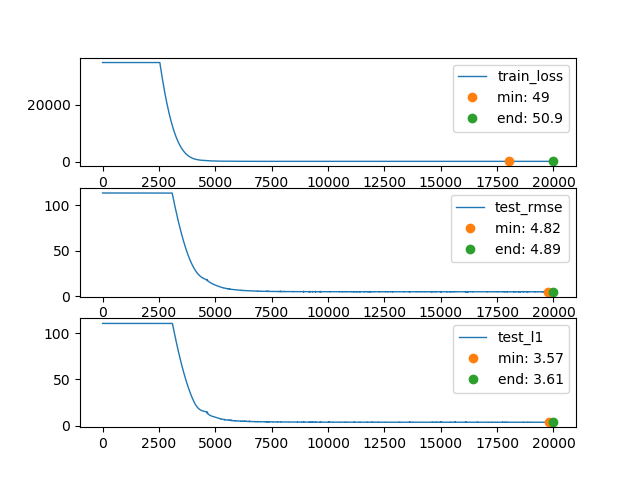 train_loss
min: 49
end: 50.9
20000
0
0 2500 5000 7500 10000 12500 15000 17500 20000
test_rmse
min: 4.82
end: 4.89
100
50
0
0 2500 5000 7500 10000 12500 15000 17500 20000
test_l1
min: 3.57
end: 3.61
100
50
0
0 2500 5000 7500 10000 12500 15000 17500 20000